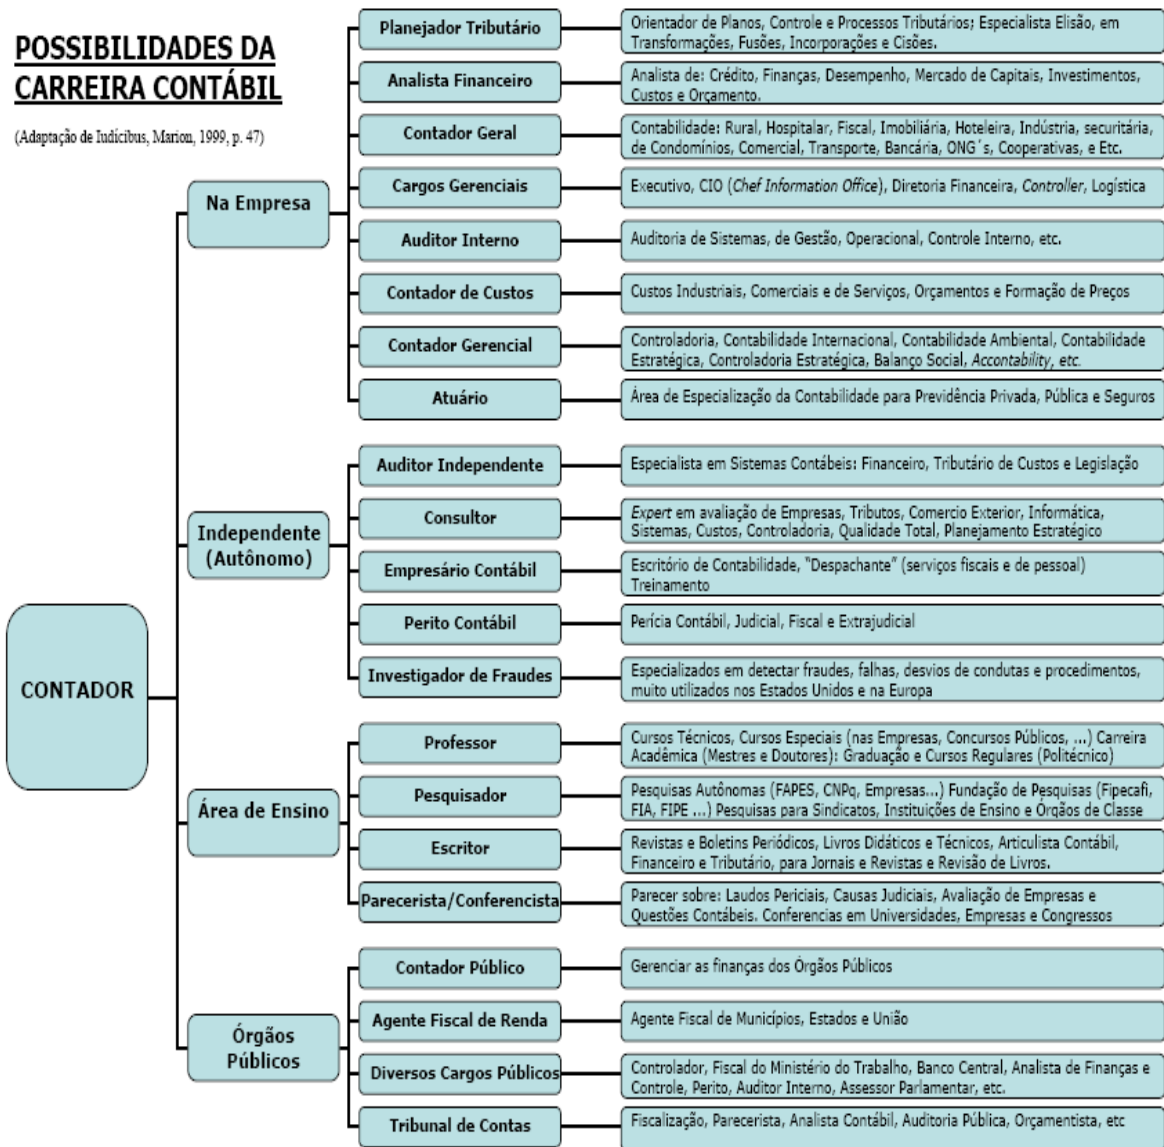 POSSIBILIDADES DA
CARREIRA CONTÁBIL
(Adaptação de Iudícibus, Marion, 1999, p. 47)
CONTADOR
Na Empresa
Planejador Tributário
Orientador de Planos, Controle e Processos Tributários; Especialista Elisão, em
Transformações, Fusões, Incorporações e Cisões.
Analista Financeiro
Analista de: Crédito, Finanças, Desempenho, Mercado de Capitais, Investimentos,
Custos e Orçamento.
Contador Geral
Contabilidade: Rural, Hospitalar, Fiscal, Imobiliária, Hoteleira, Indústria, securitária,
de Condomínios, Comercial, Transporte, Bancária, ONG´s, Cooperativas, e Etc.
Cargos Gerenciais
Executivo, CIO (Chef Information Office), Diretoria Financeira, Controller, Logística
Auditor Interno
Auditoria de Sistemas, de Gestão, Operacional, Controle Interno, etc.
Contador de Custos
Custos Industriais, Comerciais e de Serviços, Orçamentos e Formação de Preços
Contador Gerencial
Controladoria, Contabilidade Internacional, Contabilidade Ambiental, Contabilidade
Estratégica, Controladoria Estratégica, Balanço Social, Accontability, etc.
Atuário
Área de Especialização da Contabilidade para Previdência Privada, Pública e Seguros
Independente
(Autônomo)
Auditor Independente
Especialista em Sistemas Contábeis: Financeiro, Tributário de Custos e Legislação
Consultor
Expert em avaliação de Empresas, Tributos, Comercio Exterior, Informática,
Sistemas, Custos, Controladoria, Qualidade Total, Planejamento Estratégico
Empresário Contábil
Escritório de Contabilidade, "Despachante" (serviços fiscais e de pessoal)
Treinamento
Perito Contábil
Perícia Contábil, Judicial, Fiscal e Extrajudicial
Investigador de Fraudes
Especializados em detectar fraudes, falhas, desvios de condutas e procedimentos,
muito utilizados nos Estados Unidos e na Europa
Área de Ensino
Professor
Cursos Técnicos, Cursos Especiais (nas Empresas, Concursos Públicos, ...) Carreira
Acadêmica (Mestres e Doutores): Graduação e Cursos Regulares (Politécnico)
Pesquisador
Pesquisas Autônomas (FAPES, CNPq, Empresas...) Fundação de Pesquisas (Fipecafi,
FIA, FIPE ...) Pesquisas para Sindicatos, Instituições de Ensino e Órgãos de Classe
Escritor
Revistas e Boletins Periódicos, Livros Didáticos e Técnicos, Articulista Contábil,
Financeiro e Tributário, para Jornais e Revistas e Revisão de Livros.
Parecerista/Conferencista
Parecer sobre: Laudos Periciais, Causas Judiciais, Avaliação de Empresas e
Questões Contábeis. Conferencias em Universidades, Empresas e Congressos
Órgãos
Públicos
Contador Público
Gerenciar as finanças dos Órgãos Públicos
Agente Fiscal de Renda
Agente Fiscal de Municípios, Estados e União
Diversos Cargos Públicos
Controlador, Fiscal do Ministério do Trabalho, Banco Central, Analista de Finanças e
Controle, Perito, Auditor Interno, Assessor Parlamentar, etc.
Tribunal de Contas
Fiscalização, Parecerista, Analista Contábil, Auditoria Pública, Orçamentista, etc